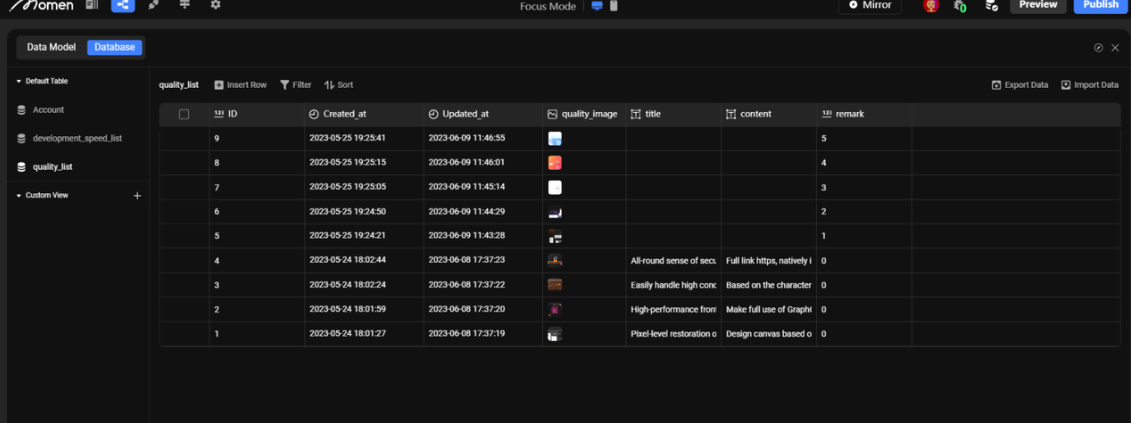 Momen Focus Mode Mirror 0 Preview Publish
Data Model Database
Default Table
Account
development_speed_list
quality_list
Custom View +
quality_list Insert Row Filter Sort Export Data Import Data
123 ID Created_at Updated_at quality_image title content 123 remark
9 2023-05-25 19:25:41 2023-06-09 11:46:55 5
8 2023-05-25 19:25:15 2023-06-09 11:46:01 4
7 2023-05-25 19:25:05 2023-06-09 11:45:14 3
6 2023-05-25 19:24:50 2023-06-09 11:44:29 2
5 2023-05-25 19:24:21 2023-06-09 11:43:28 1
4 2023-05-24 18:02:44 2023-06-08 17:37:23 All-round sense of secu Full link https, natively i 0
3 2023-05-24 18:02:24 2023-06-08 17:37:22 Easily handle high conc Based on the character 0
2 2023-05-24 18:01:59 2023-06-08 17:37:20 High-performance front Make full use of Graph 0
1 2023-05-24 18:01:27 2023-06-08 17:37:19 Pixel-level restoration o Design canvas based o 0